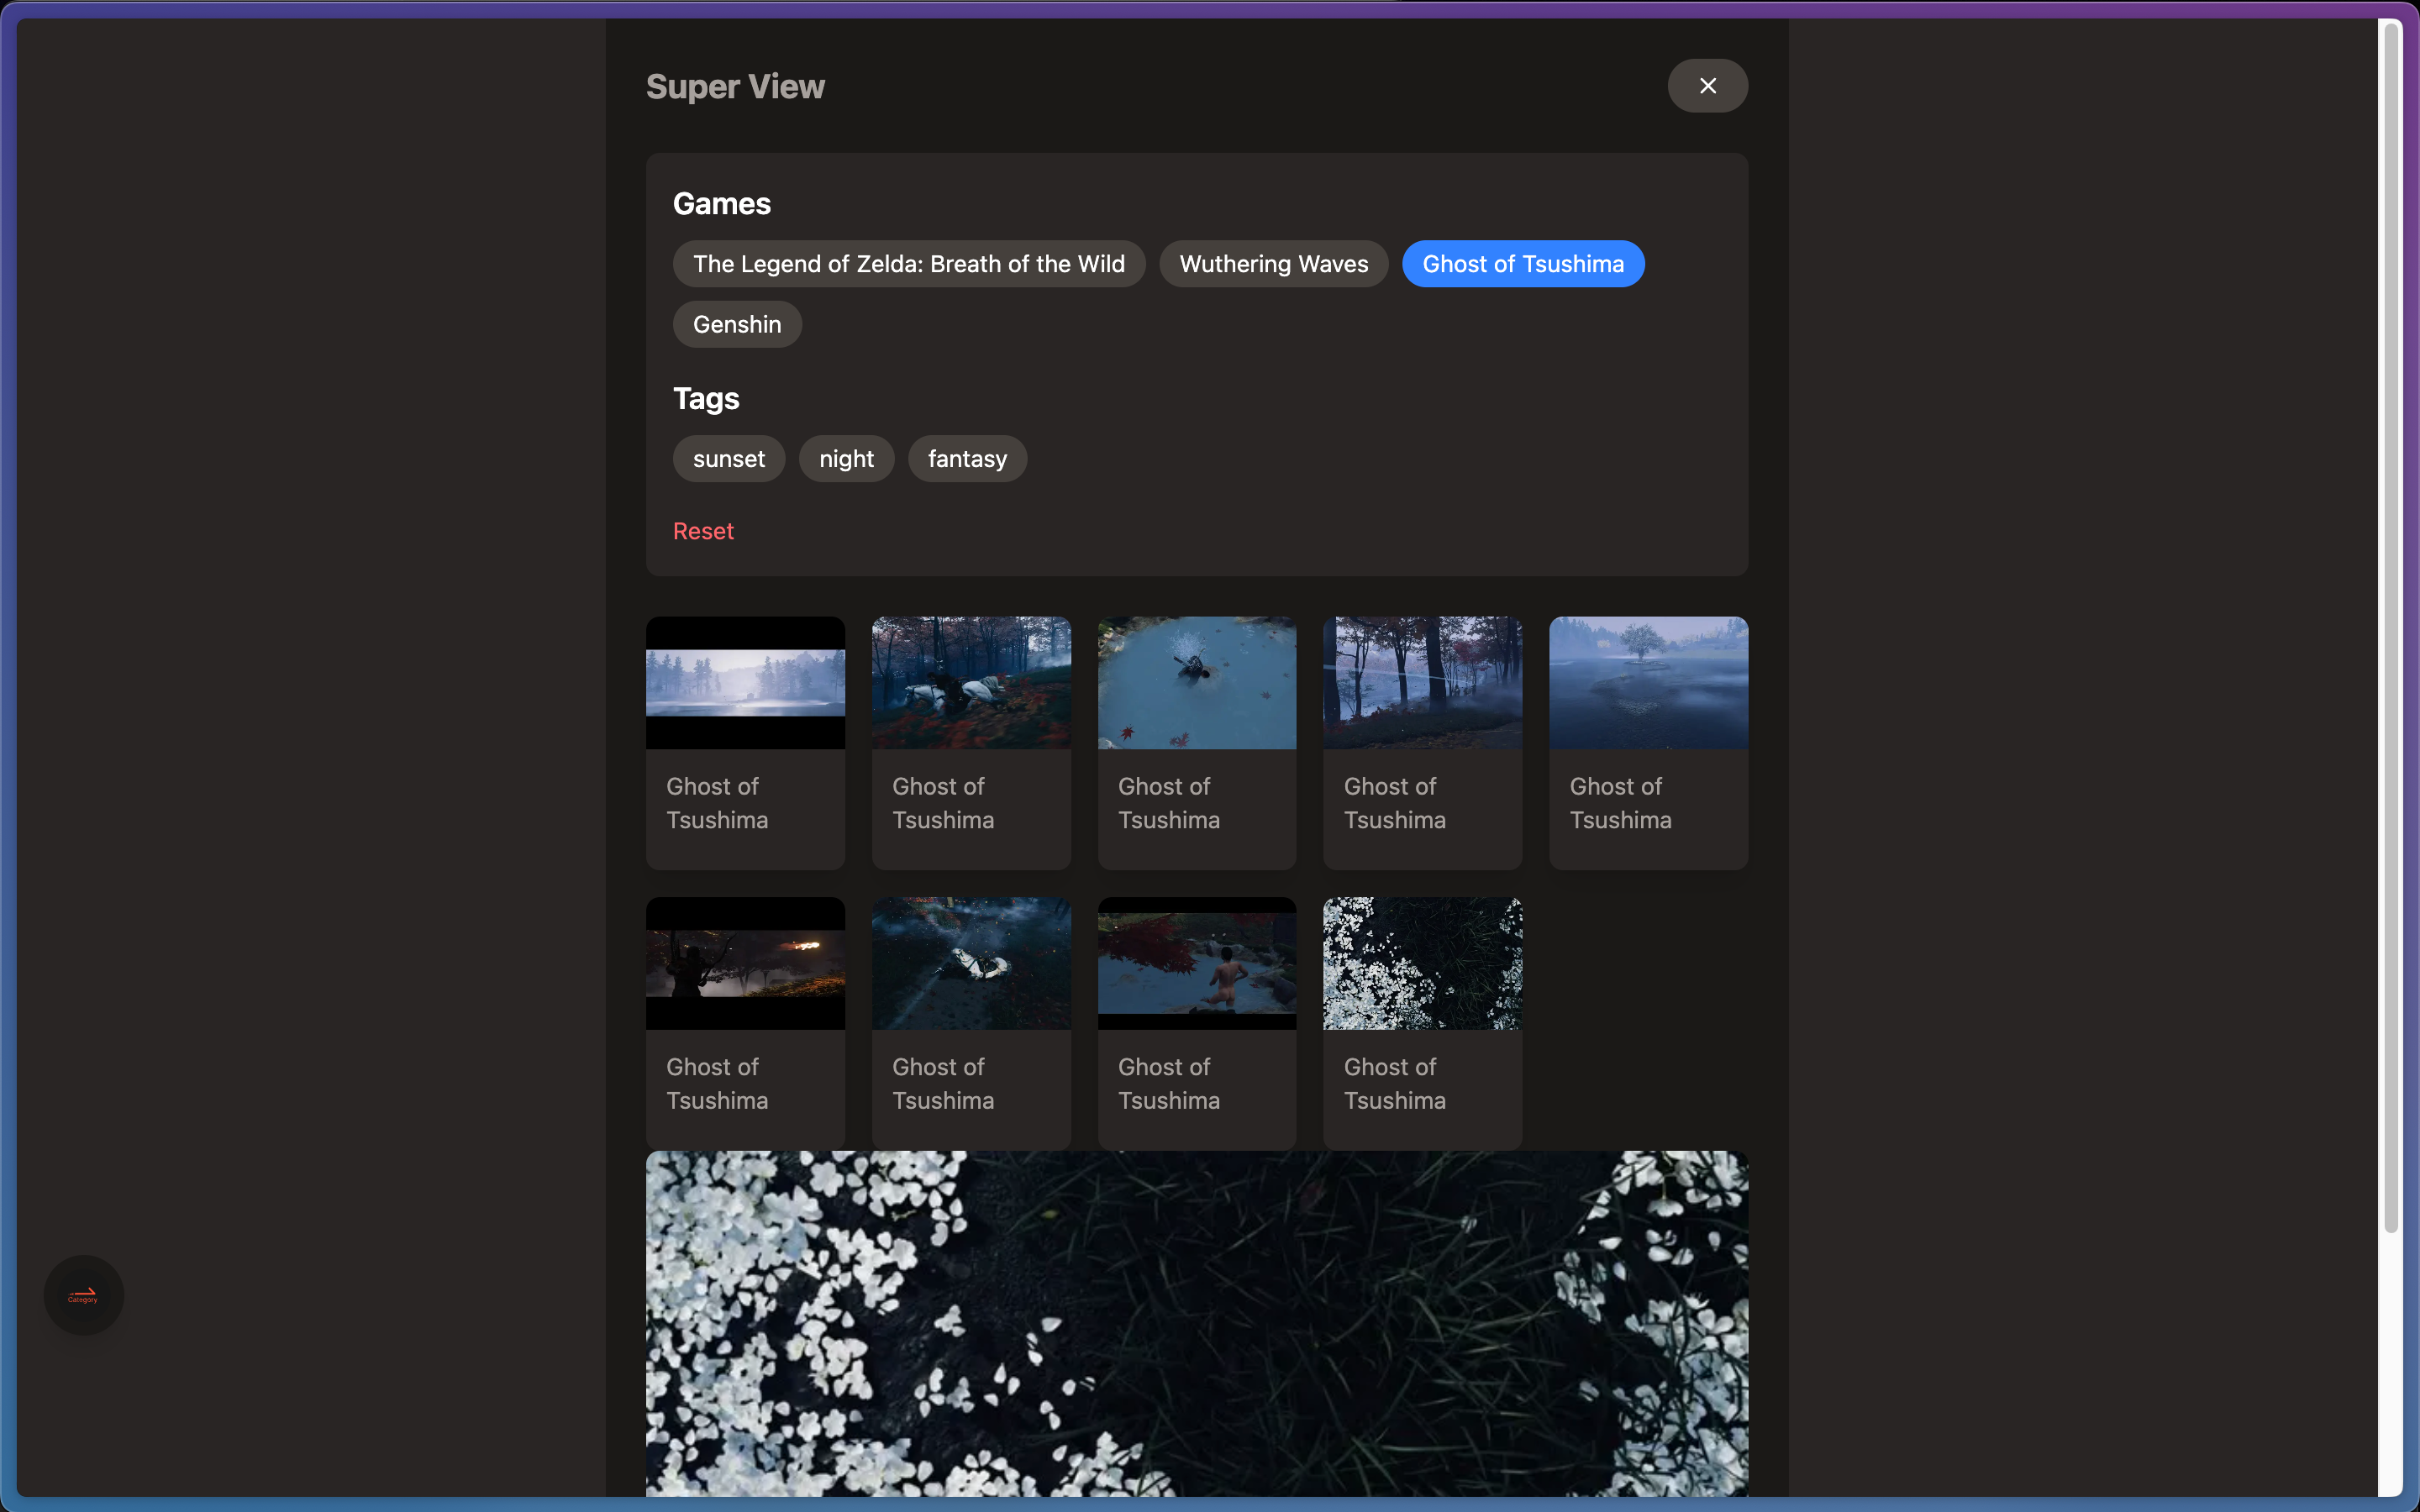 Super View
Games
The Legend of Zelda: Breath of the Wild
Wuthering Waves
Ghost of Tsushima
Genshin
Tags
sunset
night
fantasy
Reset
Ghost of
Tsushima
Ghost of
Tsushima
Ghost of
Tsushima
Ghost of
Tsushima
Ghost of
Tsushima
Ghost of
Tsushima
Ghost of
Tsushima
Ghost of
Tsushima
Ghost of
Tsushima
Category